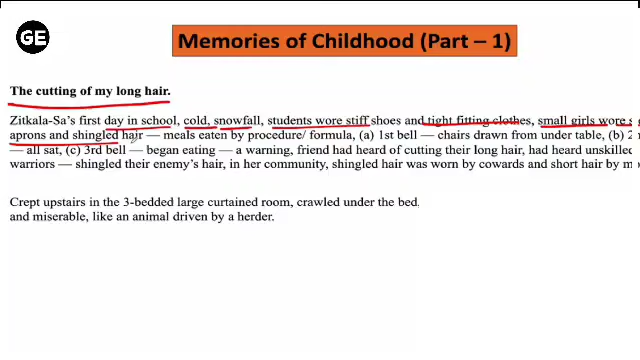 GE
Memories of Childhood (Part – 1)
The cutting of my long hair.
Zitkala-Sa's first day in school, cold, snowfall, students wore stiff shoes and tight fitting clothes, small girls wore s
aprons and shingled hair — meals eaten by procedure/ formula, (a) 1st bell — chairs drawn from under table, (b) 2
— all sat, (c) 3rd bell — began eating — a warning, friend had heard of cutting their long hair, had heard unskilled
warriors — shingled their enemy's hair, in her community, shingled hair was worn by cowards and short hair by m
Crept upstairs in the 3-bedded large curtained room, crawled under the bed,
and miserable, like an animal driven by a herder.